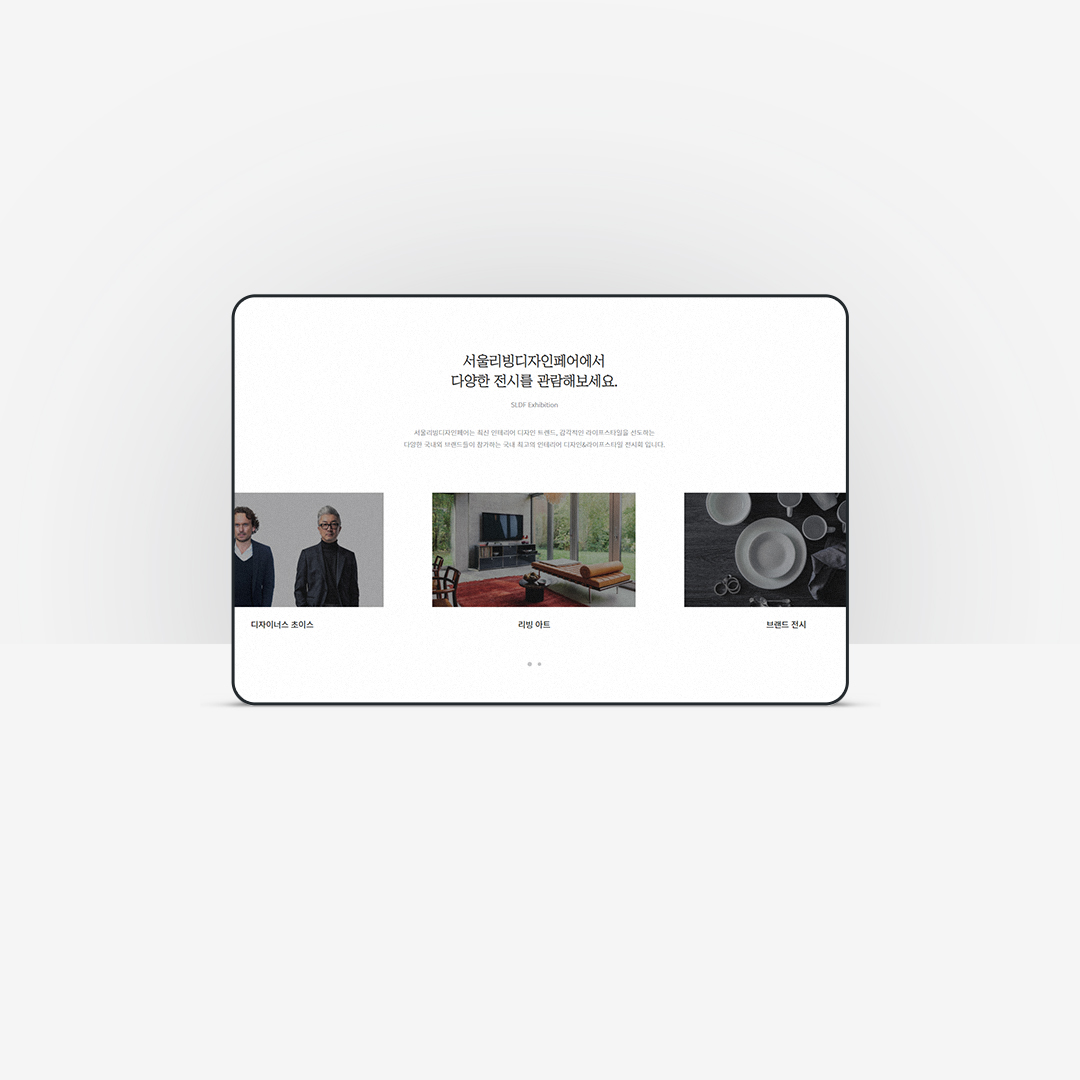 서울리빙디자인페어에서
다양한 전시를 관람해보세요.
SLDF Exhibition
서울리빙디자인페어는 최신 인테리어 디자인 트렌드, 감각적인 라이프스타일을 선도하는
다양한 국내외 브랜드들이 참가하는 국내 최고의 인테리어 디자인&라이프스타일 전시회 입니다.
디자이너스 초이스
리빙 아트
브랜드 전시